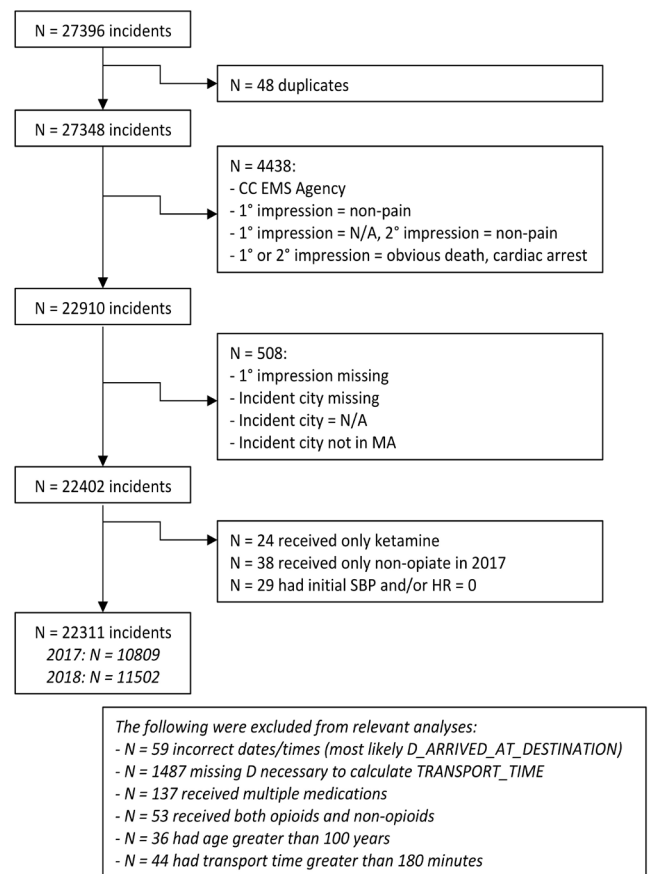 N = 27396 incidents
N = 48 duplicates
N = 27348 incidents
N = 4438:
- CC EMS Agency
- 1° impression = non-pain
- 1° impression = N/A, 2° impression = non-pain
- 1° or 2° impression = obvious death, cardiac arrest
N = 22910 incidents
N = 508:
- 1° impression missing
- Incident city missing
- Incident city = N/A
- Incident city not in MA
N = 22402 incidents
N = 24 received only ketamine
N = 38 received only non-opiate in 2017
N = 29 had initial SBP and/or HR = 0
N = 22311 incidents
2017: N = 10809
2018: N = 11502
The following were excluded from relevant analyses:
- N = 59 incorrect dates/times (most likely D_ARRIVED_AT_DESTINATION)
- N = 1487 missing D necessary to calculate TRANSPORT_TIME
- N = 137 received multiple medications
- N = 53 received both opioids and non-opioids
- N = 36 had age greater than 100 years
- N = 44 had transport time greater than 180 minutes